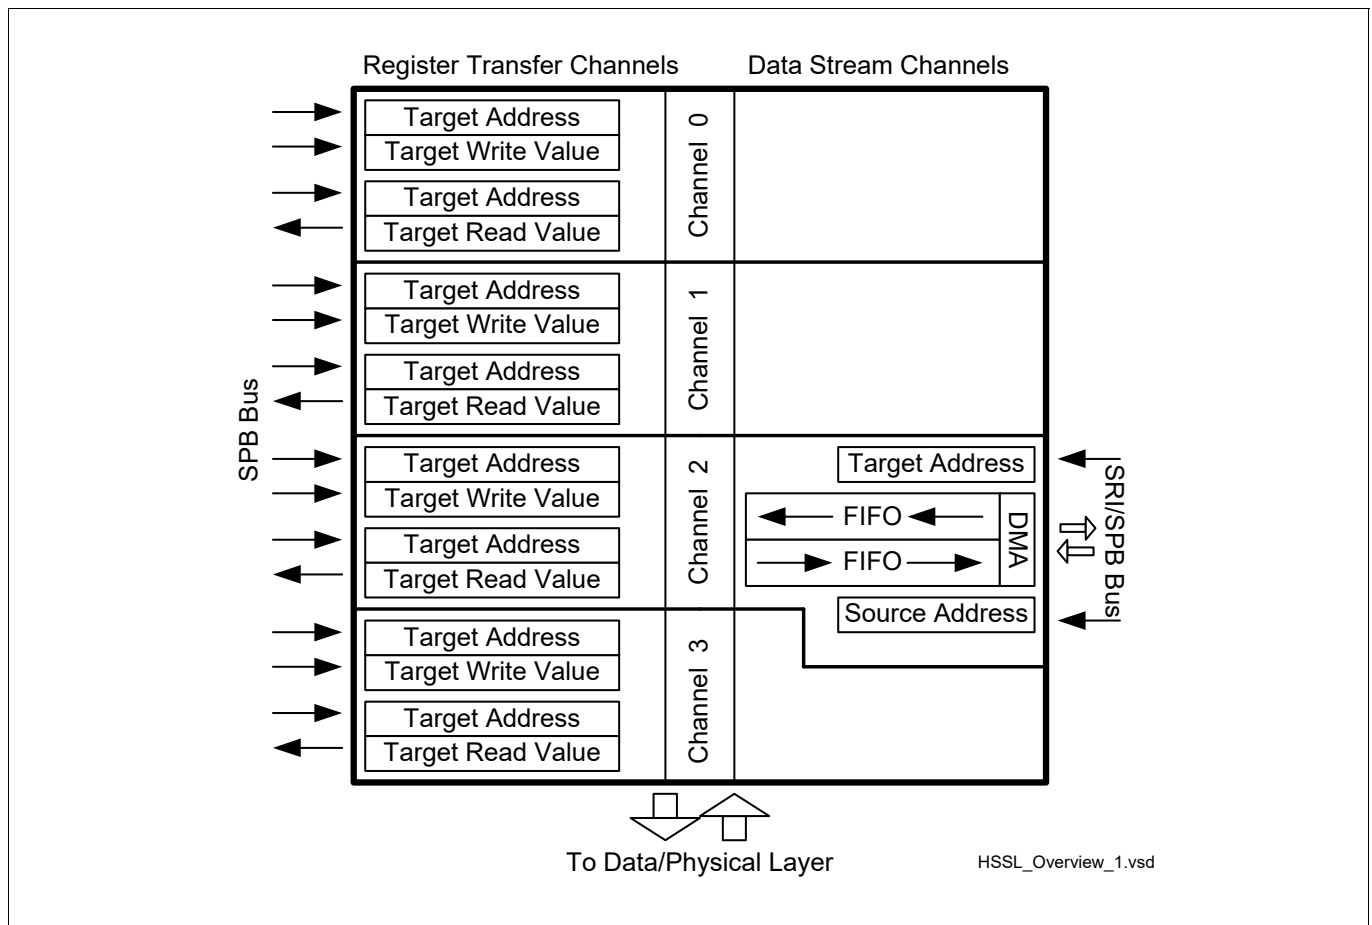 Register Transfer Channels
Data Stream Channels
Target Address
Target Write Value
Target Address
Target Read Value
Channel 0
Target Address
Target Write Value
Target Address
Target Read Value
Channel 1
SPB Bus
Target Address
Target Write Value
Target Address
Target Read Value
Channel 2
Target Address
FIFO
FIFO
DMA
Source Address
SRI/SPB Bus
Target Address
Target Write Value
Target Address
Target Read Value
Channel 3
To Data/Physical Layer
HSSL_Overview_1.vsd